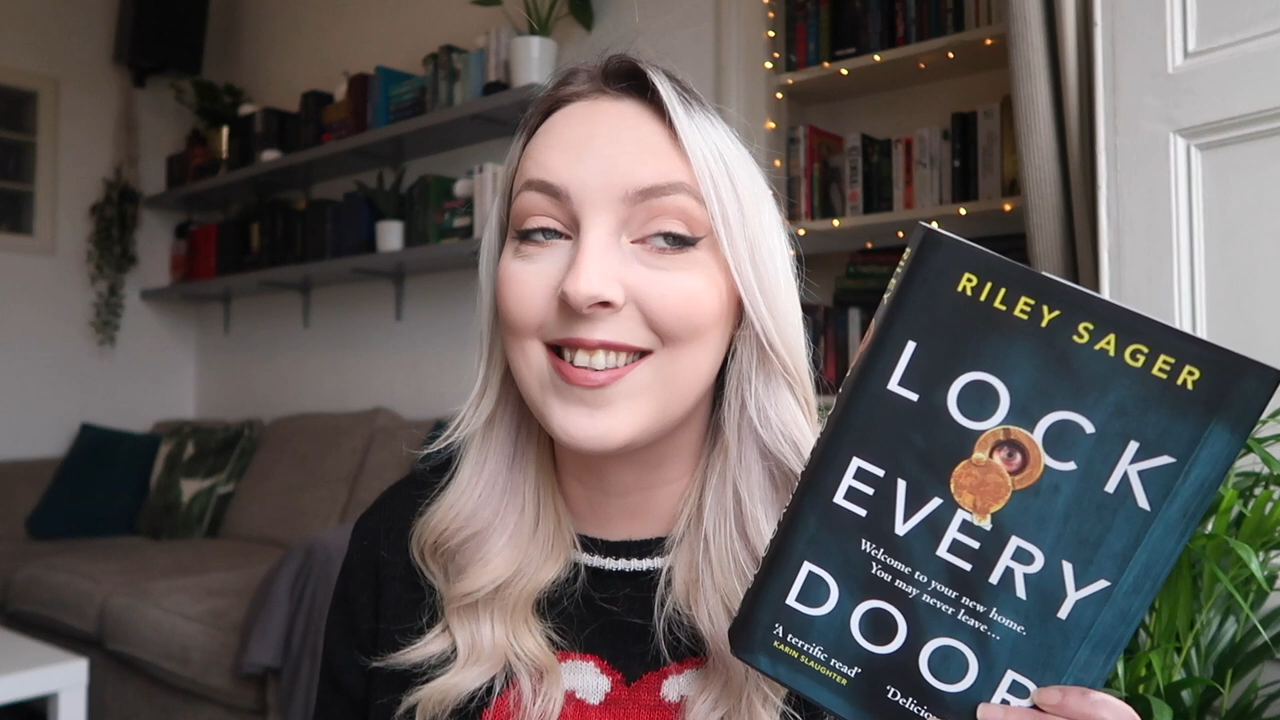 RILEY SAGER
LOCK
EVERY
Welcome to your new home.
You may never leave...
DOOR
'A terrific read'
KARIN SLAUGHTER